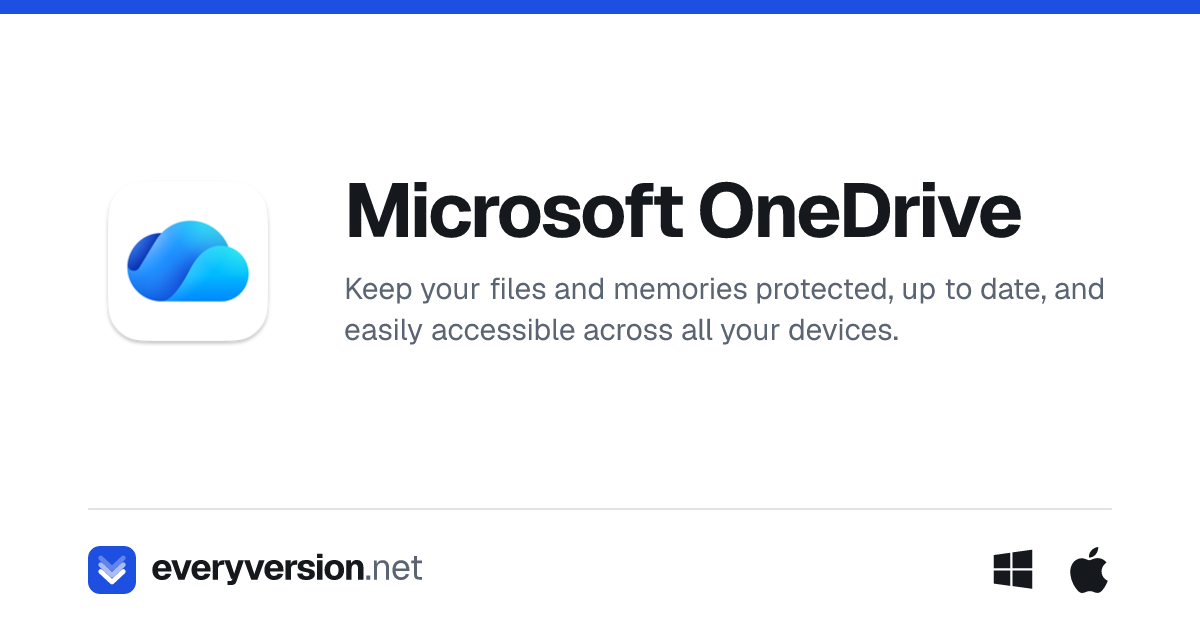 Microsoft OneDrive
Keep your files and memories protected, up to date, and
easily accessible across all your devices.
everyversion.net